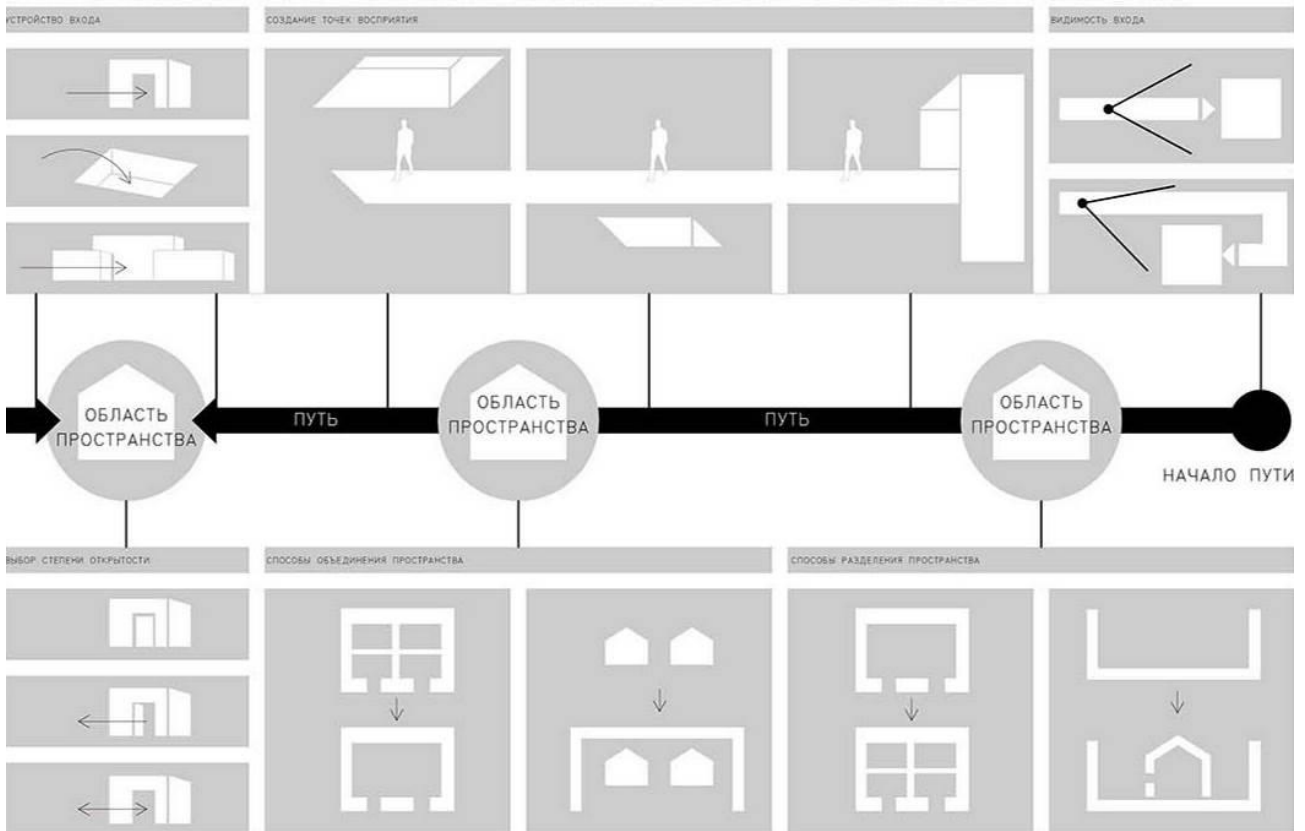 УСТРОЙСТВО ВХОДА
СОЗДАНИЕ ТОЧЕК ВОСПРИЯТИЯ
ВИДИМОСТЬ ВХОДА
ОБЛАСТЬ
ПРОСТРАНСТВА
ПУТЬ
ОБЛАСТЬ
ПРОСТРАНСТВА
ПУТЬ
ОБЛАСТЬ
ПРОСТРАНСТВА
НАЧАЛО ПУТИ
ВЫБОР СТЕПЕНИ ОТКРЫТОСТИ
СПОСОБЫ ОБЪЕДИНЕНИЯ ПРОСТРАНСТВА
СПОСОБЫ РАЗДЕЛЕНИЯ ПРОСТРАНСТВА